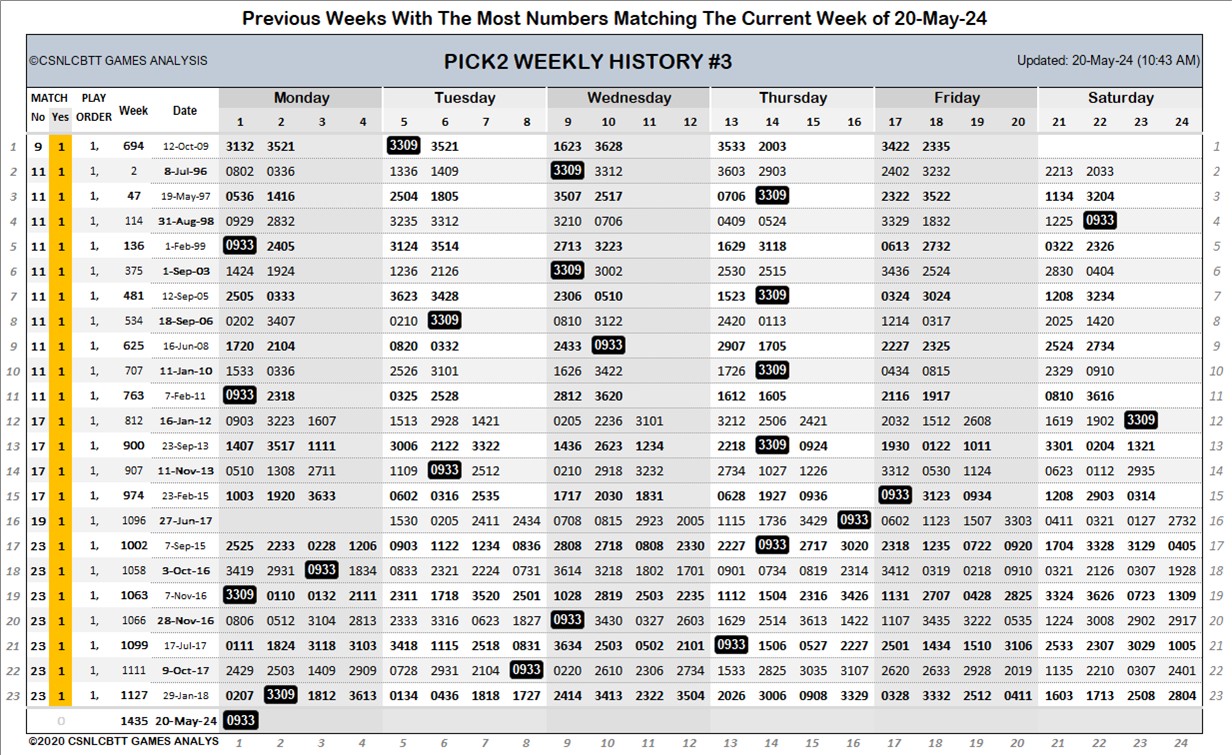 Previous Weeks With The Most Numbers Matching The Current Week of 20-May-24
©CSNLCBTT GAMES ANALYSIS PICK2 WEEKLY HISTORY #3 Updated: 20-May-24 (10:43 AM)
MATCH PLAY Week Date Monday Tuesday Wednesday Thursday Friday Saturday
No Yes ORDER 1 2 3 4 5 6 7 8 9 10 11 12 13 14 15 16 17 18 19 20 21 22 23 24
1 9 1 1, 694 12-Oct-09 3132 3521 3309 3521 1623 3628 3533 2003 3422 2335 1
2 11 1 1, 2 8-Jul-96 0802 0336 1336 1409 3309 3312 3603 2903 2402 3232 2213 2033 2
3 11 1 1, 47 19-May-97 0536 1416 2504 1805 3507 2517 0706 3309 2322 3522 1134 3204 3
4 11 1 1, 114 31-Aug-98 0929 2832 3235 3312 3210 0706 0409 0524 3329 1832 1225 0933 4
5 11 1 1, 136 1-Feb-99 0933 2405 3124 3514 2713 3223 1629 3118 0613 2732 0322 2326 5
6 11 1 1, 375 1-Sep-03 1424 1924 1236 2126 3309 3002 2530 2515 3436 2524 2830 0404 6
7 11 1 1, 481 12-Sep-05 2505 0333 3623 3428 2306 0510 1523 3309 0324 3024 1208 3234 7
8 11 1 1, 534 18-Sep-06 0202 3407 0210 3309 0810 3122 2420 0113 1214 0317 2025 1420 8
9 11 1 1, 625 16-Jun-08 1720 2104 0820 0332 2433 0933 2907 1705 2227 2325 2524 2734 9
10 11 1 1, 707 11-Jan-10 1533 0336 2526 3101 1626 3422 1726 3309 0434 0815 2329 0910 10
11 11 1 1, 763 7-Feb-11 0933 2318 0325 2528 2812 3620 1612 1605 2116 1917 0810 3616 11
12 17 1 1, 812 16-Jan-12 0903 3223 1607 1513 2928 1421 0205 2236 3101 3212 2506 2421 2032 1512 2608 1619 1902 3309 12
13 17 1 1, 900 23-Sep-13 1407 3517 1111 3006 2122 3322 1436 2623 1234 2218 3309 0924 1930 0122 1011 3301 0204 1321 13
14 17 1 1, 907 11-Nov-13 0510 1308 2711 1109 0933 2512 0210 2918 3232 2734 1027 1226 3312 0530 1124 0623 0112 2935 14
15 17 1 1, 974 23-Feb-15 1003 1920 3633 0602 0316 2535 1717 2030 1831 0628 1927 0936 0933 3123 0934 1208 2903 0314 15
16 19 1 1, 1096 27-Jun-17 1530 0205 2411 2434 0708 0815 2923 2005 1115 1736 3429 0933 0602 1123 1507 3303 0411 0321 0127 2732 16
17 23 1 1, 1002 7-Sep-15 2525 2233 0228 1206 0903 1122 1234 0836 2808 2718 0808 2330 2227 0933 2717 3020 2318 1235 0722 0920 1704 3328 3129 0405 17
18 23 1 1, 1058 3-Oct-16 3419 2931 0933 1834 0833 2321 2224 0731 3614 3218 1802 1701 0901 0734 0819 2314 3412 0319 0218 0910 0321 2126 0307 1928 18
19 23 1 1, 1063 7-Nov-16 3309 0110 0132 2111 2311 1718 3520 2501 1028 2819 2503 2235 1112 1504 2316 3426 1131 2707 0428 2825 3324 3626 0723 1309 19
20 23 1 1, 1066 28-Nov-16 0806 0512 3104 2813 2333 3316 0623 1827 0933 3430 0327 2603 1629 2514 3613 1422 1107 3435 3222 0535 1224 3008 2902 2917 20
21 23 1 1, 1099 17-Jul-17 0111 1824 3118 3103 3418 1115 2518 0831 3634 2503 0502 2101 0933 1506 0527 2227 2501 1434 1510 3106 2533 2307 3029 1005 21
22 23 1 1, 1111 9-Oct-17 2429 2503 1409 2909 0728 2931 2104 0933 0220 2610 2306 2734 1533 2825 3035 3107 2620 2633 3928 2019 1135 2210 0307 2401 22
23 23 1 1, 1127 29-Jan-18 0207 3309 1812 3613 0134 0436 1818 1727 2414 3413 2322 3504 2026 3006 0908 3329 0328 3332 2512 0411 1603 1713 2508 2804 23
0 1435 20-May-24 0933
©2020 CSNLCBTT GAMES ANALYS 1 2 3 4 5 6 7 8 9 10 11 12 13 14 15 16 17 18 19 20 21 22 23 24